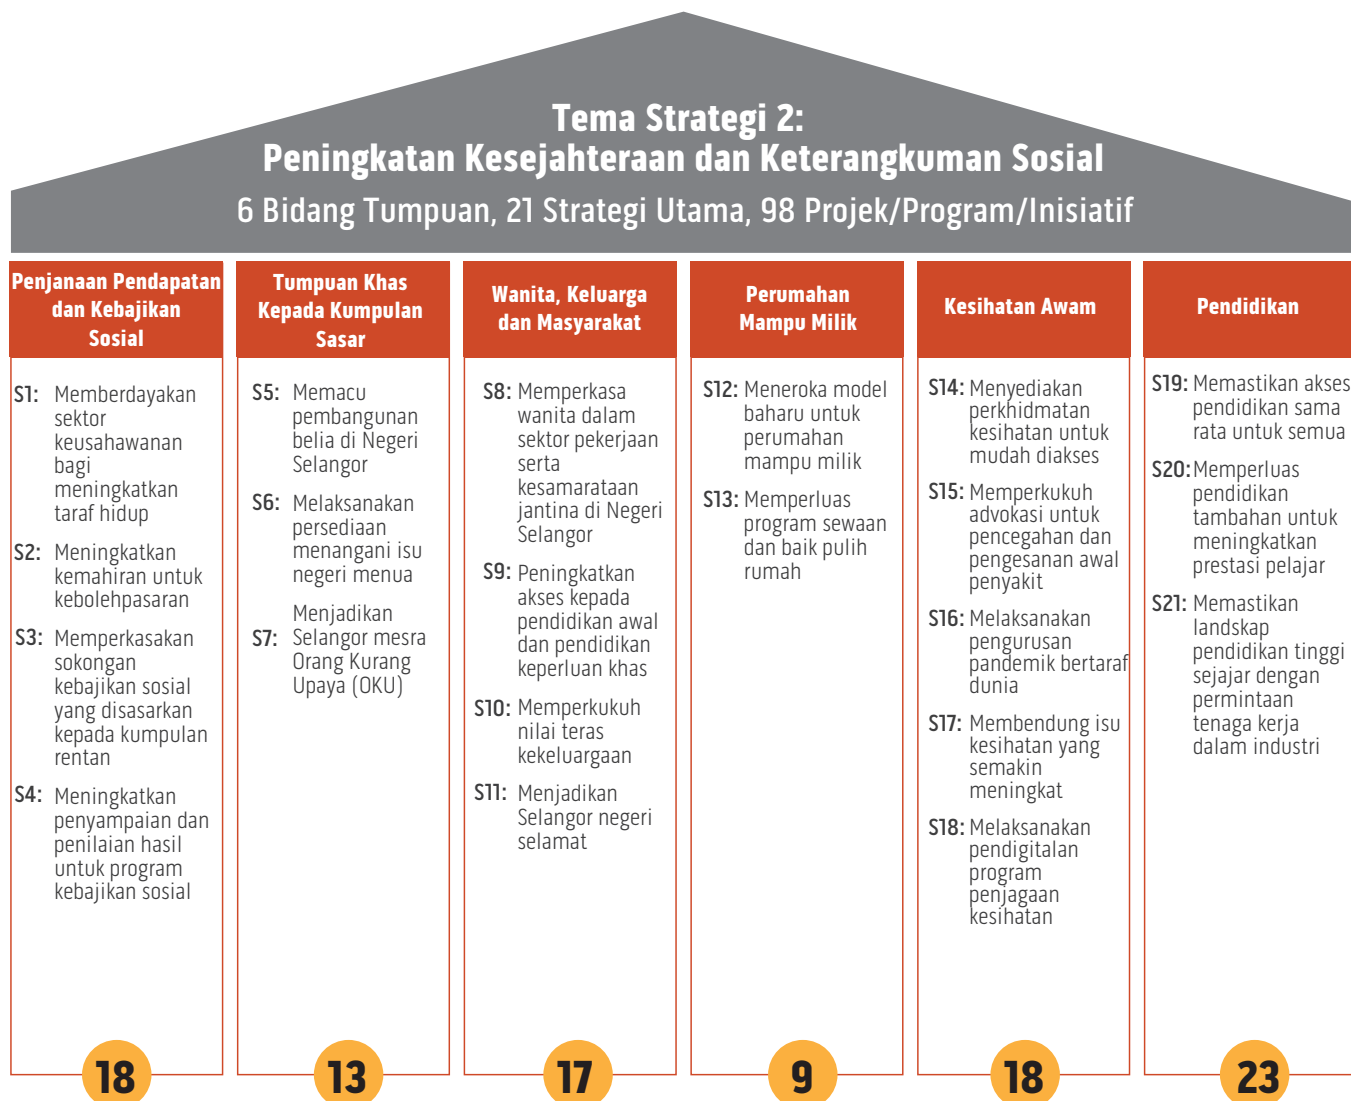 Tema Strategi 2:
Peningkatan Kesejahteraan dan Keterangkuman Sosial
6 Bidang Tumpuan, 21 Strategi Utama, 98 Projek/Program/Inisiatif
Penjanaan Pendapatan
dan Kebajikan
Sosial
S1: Memberdayakan
sektor
keusahawanan
bagi
meningkatkan
taraf hidup
S2: Meningkatkan
kemahiran untuk
kebolehpasaran
S3: Memperkasakan
sokongan
kebajikan sosial
yang disasarkan
kepada kumpulan
rentan
S4: Meningkatkan
penyampaian dan
penilaian hasil
untuk program
kebajikan sosial
18
Tumpuan Khas
Kepada Kumpulan
Sasar
S5: Memacu
pembangunan
belia di Negeri
Selangor
S6: Melaksanakan
persediaan
menangani isu
negeri menua
Menjadikan
S7: Selangor mesra
Orang Kurang
Upaya (OKU)
13
Wanita, Keluarga
dan Masyarakat
S8: Memperkasa
wanita dalam
sektor pekerjaan
serta
kesamarataan
jantina di Negeri
Selangor
S9: Peningkatkan
akses kepada
pendidikan awal
dan pendidikan
keperluan khas
S10: Memperkukuh
nilai teras
kekeluargaan
S11: Menjadikan
Selangor negeri
selamat
17
Perumahan
Mampu Milik
S12: Meneroka model
baharu untuk
perumahan
mampu milik
S13: Memperluas
program sewaan
dan baik pulih
rumah
9
Kesihatan Awam
S14: Menyediakan
perkhidmatan
kesihatan untuk
mudah diakses
S15: Memperkukuh
advokasi untuk
pencegahan dan
pengesanan awal
penyakit
S16: Melaksanakan
pengurusan
pandemik bertaraf
dunia
S17: Membendung isu
kesihatan yang
semakin
meningkat
S18: Melaksanakan
pendigitalan
program
penjagaan
kesihatan
18
Pendidikan
S19: Memastikan akses
pendidikan sama
rata untuk semua
S20: Memperluas
pendidikan
tambahan untuk
meningkatkan
prestasi pelajar
S21: Memastikan
landskap
pendidikan tinggi
sejajar dengan
permintaan
tenaga kerja
dalam industri
23